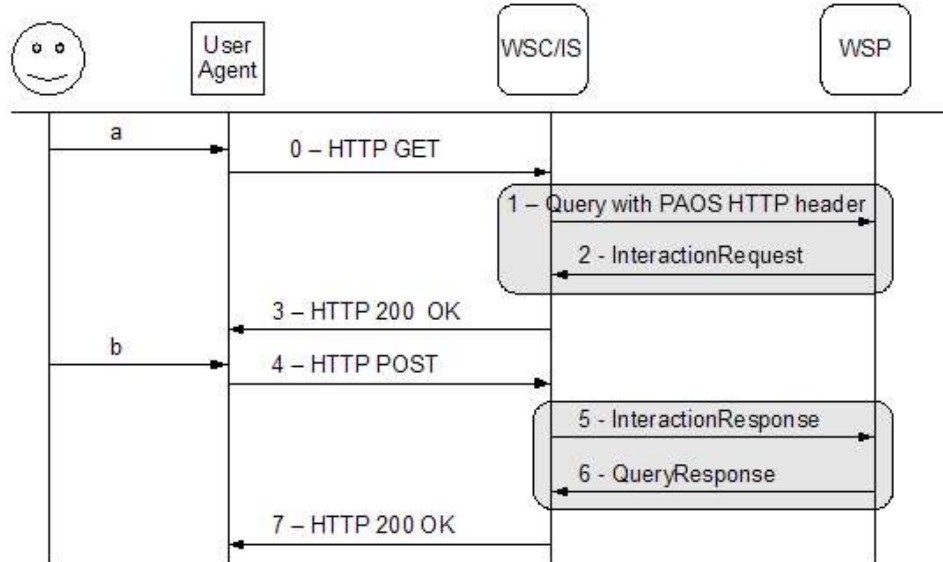 User
Agent
WSC/IS
WSP
a
0 – HTTP GET
1 – Query with PAOS HTTP header
2 - InteractionRequest
3 – HTTP 200 OK
b
4 – HTTP POST
5 - InteractionResponse
6 - QueryResponse
7 – HTTP 200 OK